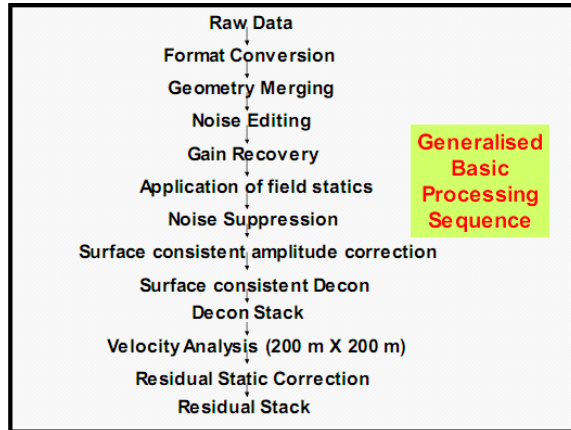 Raw Data
Format Conversion
Geometry Merging
Noise Editing
Gain Recovery
Application of field statics
Noise Suppression
Surface consistent amplitude correction
Surface consistent Decon
Decon Stack
Velocity Analysis (200 m X 200 m)
Residual Static Correction
Residual Stack
Generalised
Basic
Processing
Sequence